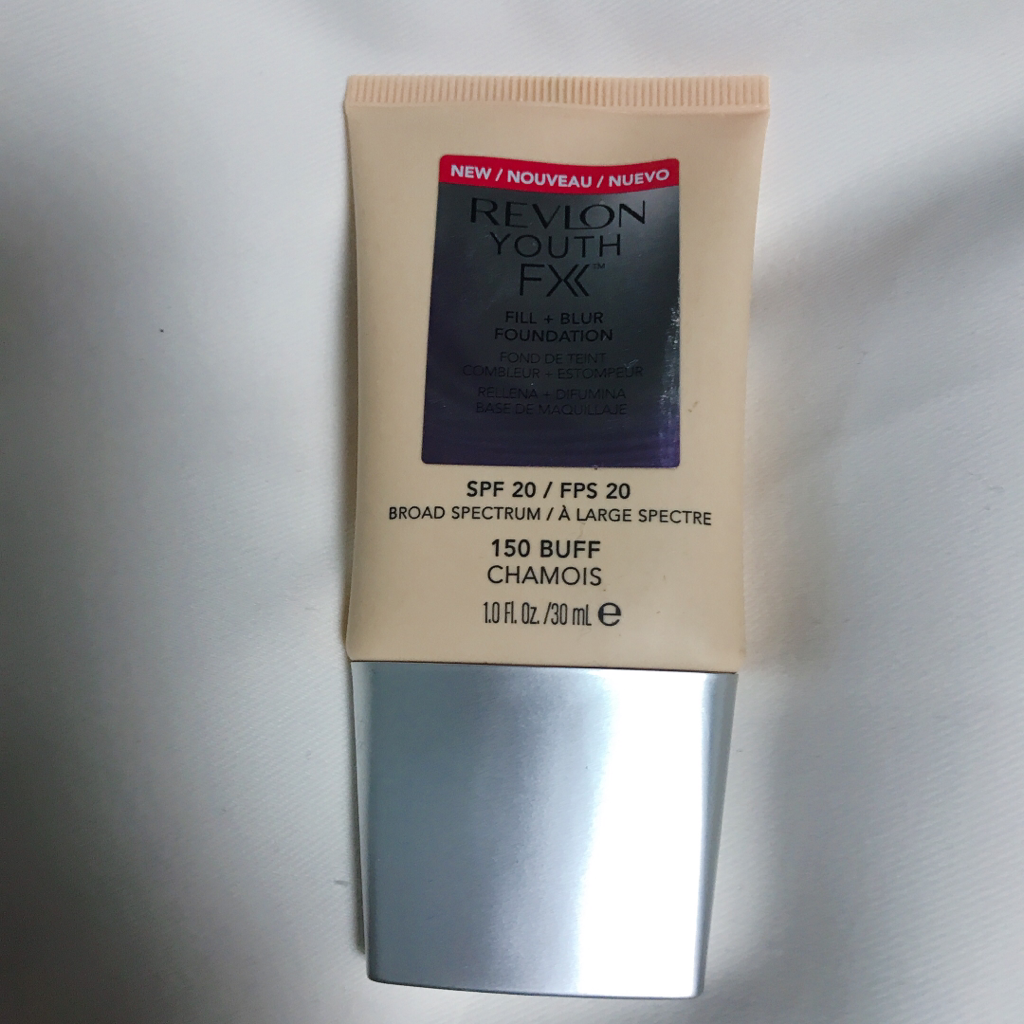 NEW / NOUVEAU / NUEVO
REVLON
YOUTH
FX™
FILL + BLUR
FOUNDATION
FOND DE TEINT
COMBLEUR + ESTOMPEUR
RELLENA + DIFUMINA
BASE DE MAQUILLAJE
SPF 20 / FPS 20
BROAD SPECTRUM / À LARGE SPECTRE
150 BUFF
CHAMOIS
1.0 Fl. Oz. /30 mL ℮